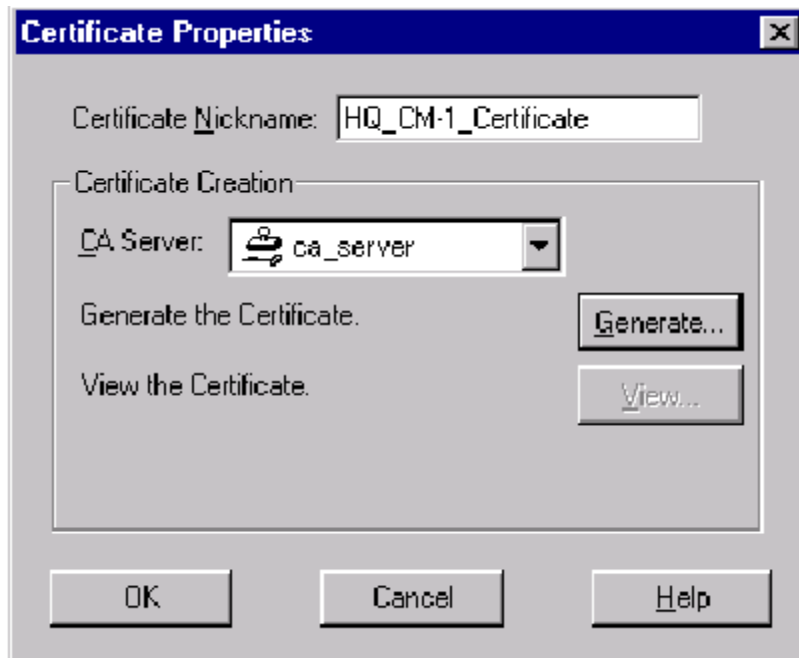 Certificate Properties
Certificate Nickname: HQ_CM-1_Certificate
Certificate Creation
CA Server: ca_server
Generate the Certificate. Generate...
View the Certificate. View...
OK Cancel Help